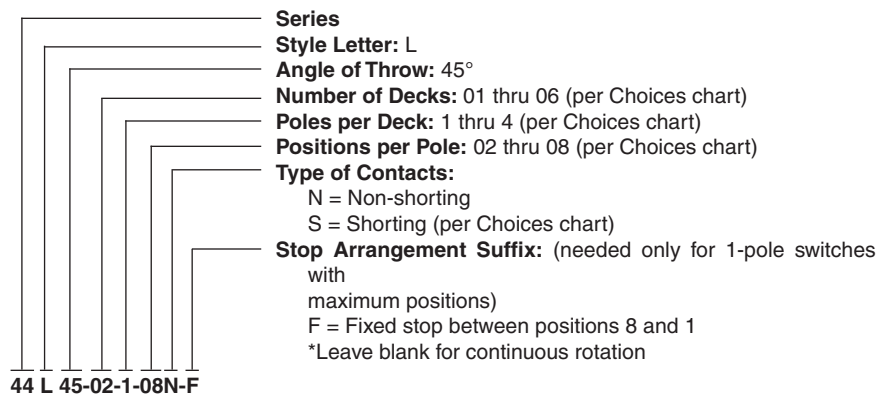 Series
Style Letter: L
Angle of Throw: 45°
Number of Decks: 01 thru 06 (per Choices chart)
Poles per Deck: 1 thru 4 (per Choices chart)
Positions per Pole: 02 thru 08 (per Choices chart)
Type of Contacts:
N = Non-shorting
S = Shorting (per Choices chart)
Stop Arrangement Suffix: (needed only for 1-pole switches
with
maximum positions)
F = Fixed stop between positions 8 and 1
*Leave blank for continuous rotation
44 L 45-02-1-08N-F